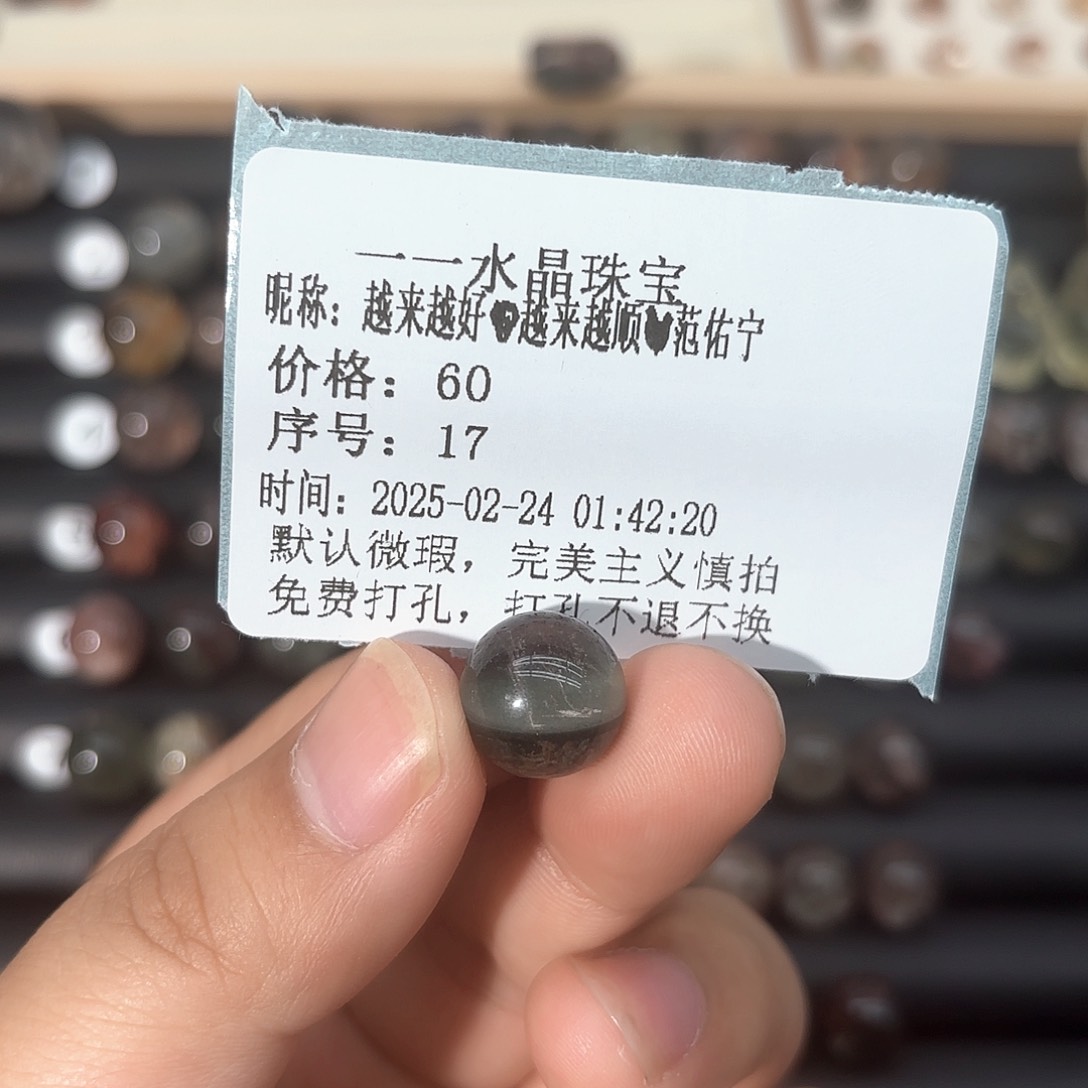 一一水晶珠宝
昵称：越来越好越来越顺范佑宁
价格：60
序号：17
时间：2025-02-24 01:42:20
默认微瑕，完美主义慎拍
免费打孔，打孔不退不换